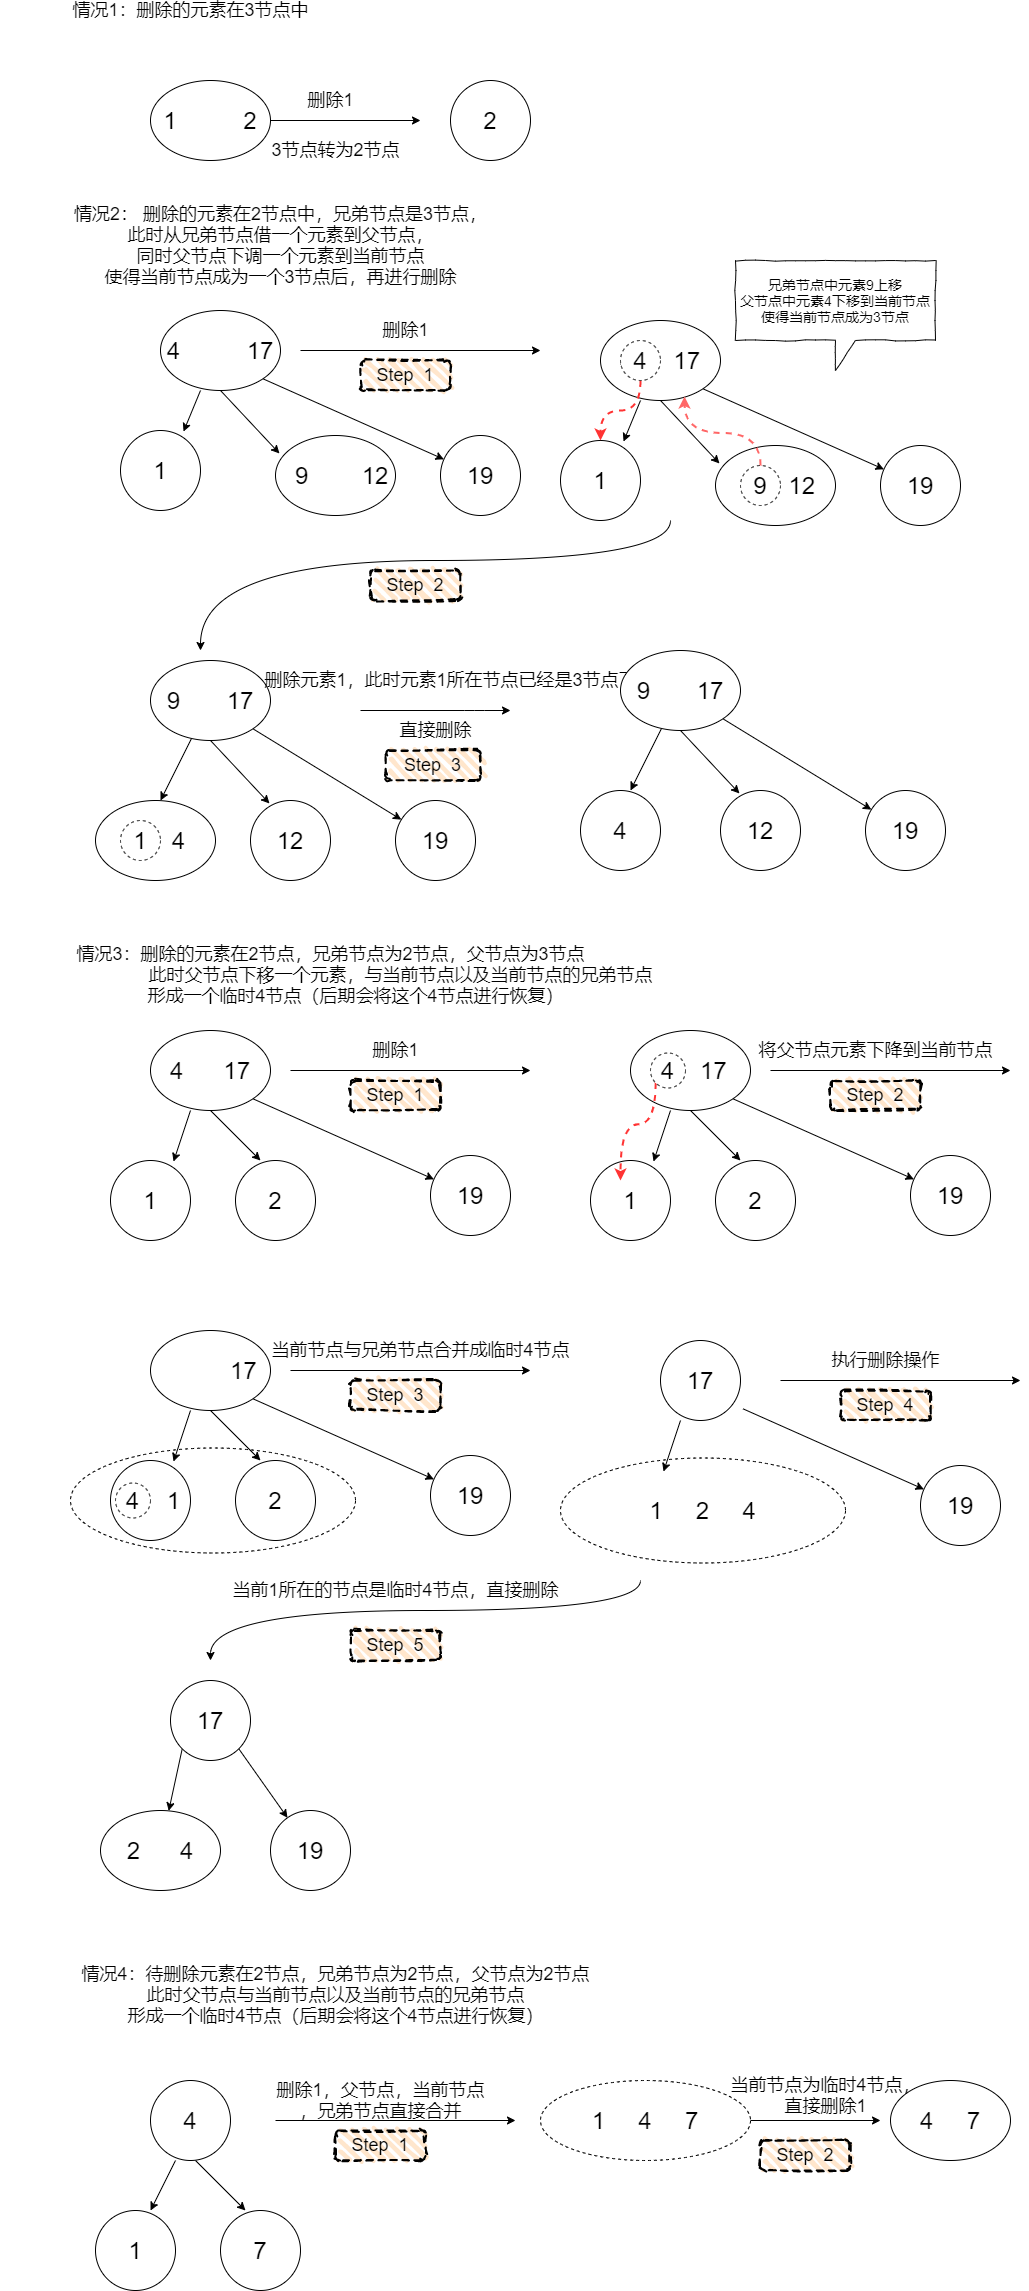 情况1：删除的元素在3节点中
删除1
1 2
2
3节点转为2节点
情况2： 删除的元素在2节点中，兄弟节点是3节点，
此时从兄弟节点借一个元素到父节点，
同时父节点下调一个元素到当前节点
使得当前节点成为一个3节点后，再进行删除
兄弟节点中元素9上移
父节点中元素4下移到当前节点
使得当前节点成为3节点
删除1
4 17
4 17
Step 1
1
9 12
19
1
9 12
19
Step 2
删除元素1，此时元素1所在节点已经是3节点
9 17
9 17
直接删除
Step 3
1 4
12
19
4
12
19
情况3：删除的元素在2节点，兄弟节点为2节点，父节点为3节点
此时父节点下移一个元素，与当前节点以及当前节点的兄弟节点
形成一个临时4节点（后期会将这个4节点进行恢复）
删除1
将父节点元素下降到当前节点
4 17
4 17
Step 1
Step 2
1
2
19
1
2
19
当前节点与兄弟节点合并成临时4节点
执行删除操作
17
17
Step 3
Step 4
4 1
2
19
1 2 4
19
当前1所在的节点是临时4节点，直接删除
Step 5
17
2 4
19
情况4：待删除元素在2节点，兄弟节点为2节点，父节点为2节点
此时父节点与当前节点以及当前节点的兄弟节点
形成一个临时4节点（后期会将这个4节点进行恢复）
删除1，父节点，当前节点
，兄弟节点直接合并
当前节点为临时4节点，
直接删除1
4
1 4 7
4 7
Step 1
Step 2
1
7